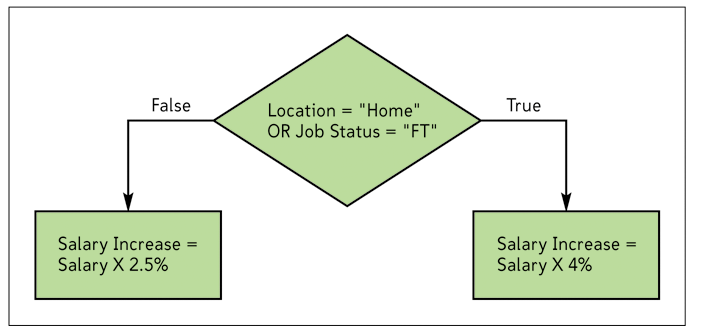 False
True
Location = "Home"
OR Job Status = "FT"
Salary Increase =
Salary X 2.5%
Salary Increase =
Salary X 4%